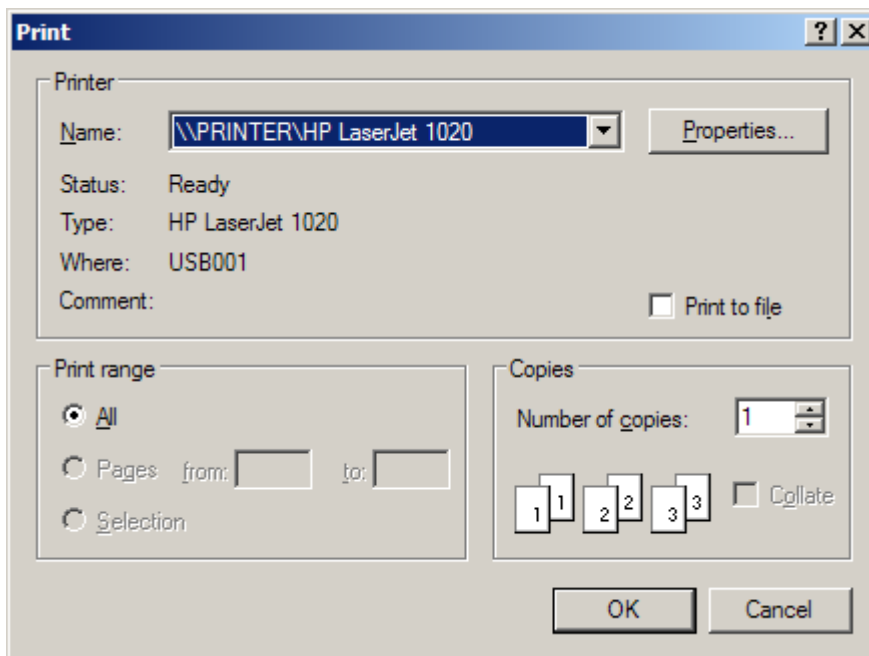 Print
Printer
Name: \\PRINTER\HP LaserJet 1020 Properties...
Status: Ready
Type: HP LaserJet 1020
Where: USB001
Comment: Print to file
Print range
All
Pages from: to:
Selection
Copies
Number of copies: 1
1 1 2 2 3 3 Collate
OK Cancel